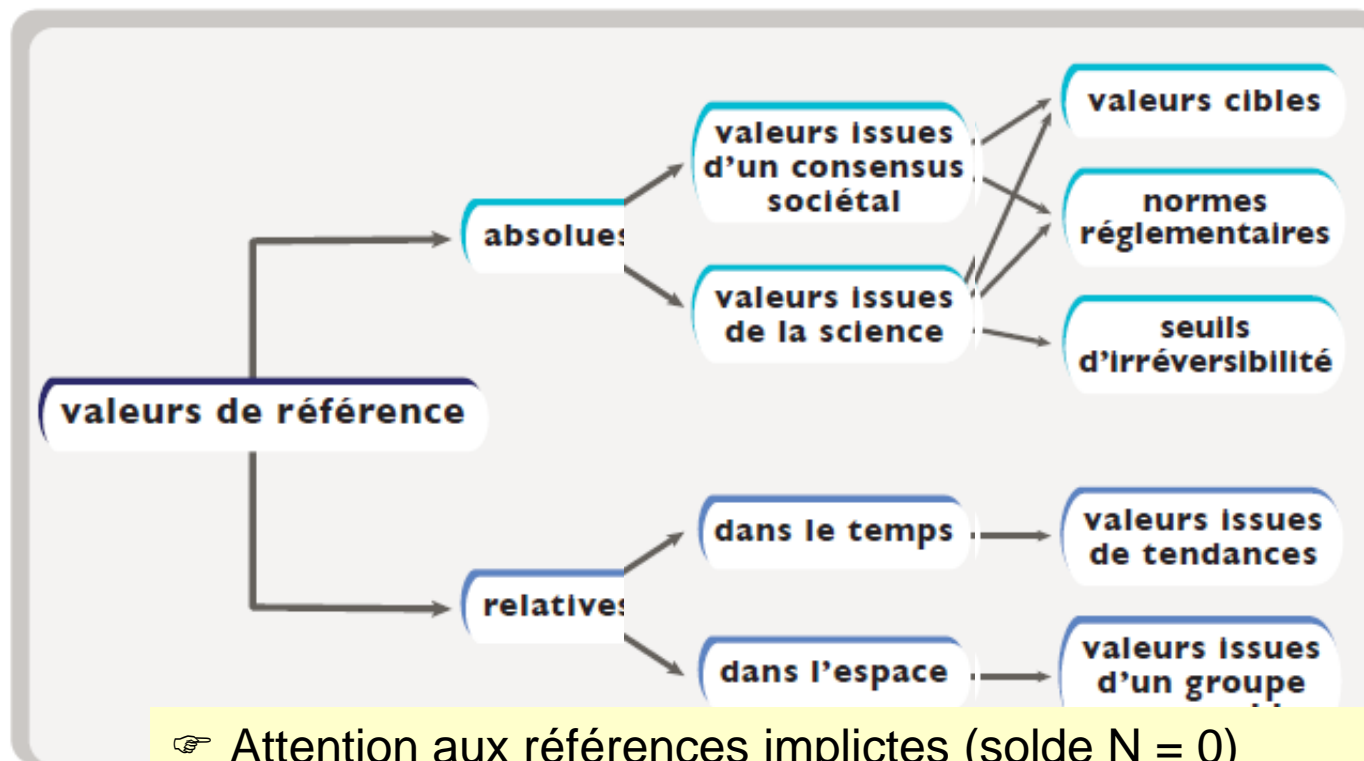 valeurs de référence
absolues
valeurs issues
d'un consensus
sociétal
valeurs issues
de la science
valeurs cibles
normes
réglementaires
seuils
d'irréversibilité
relatives
dans le temps
dans l'espace
valeurs issues
de tendances
valeurs issues
d'un groupe
☞ Attention aux références implictes (solde N = 0)